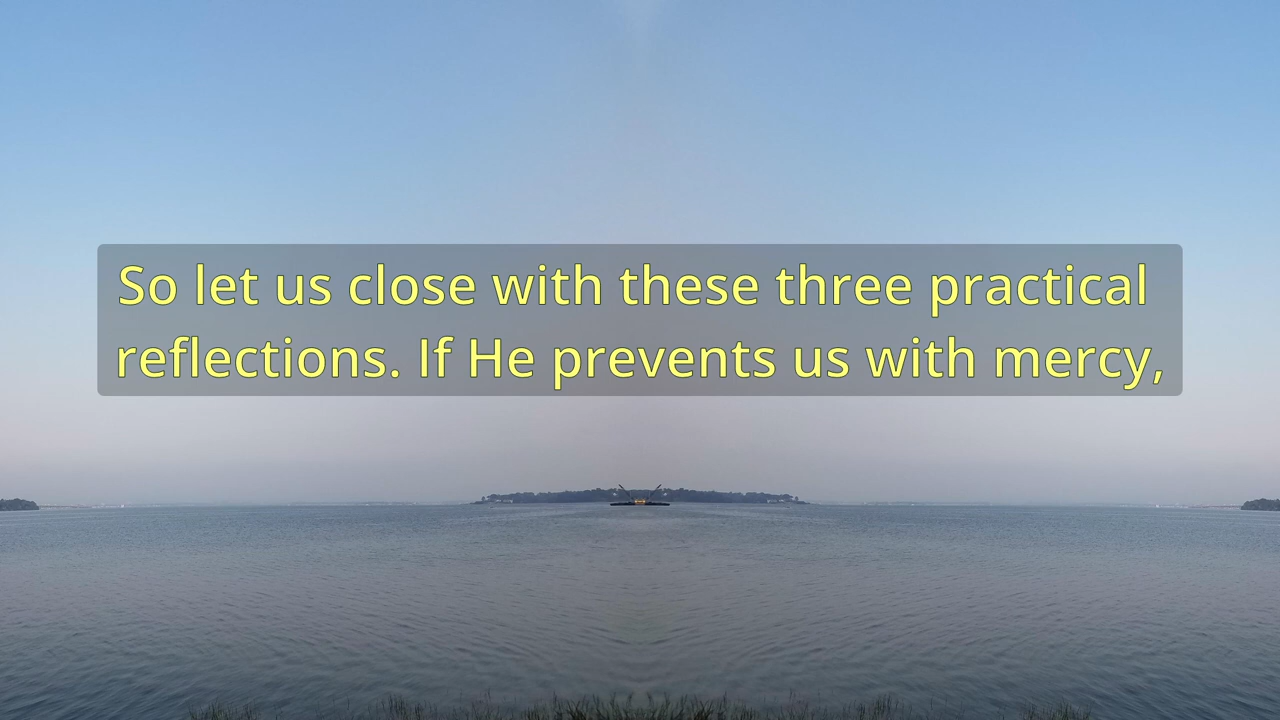 So let us close with these three practical
reflections. If He prevents us with mercy,